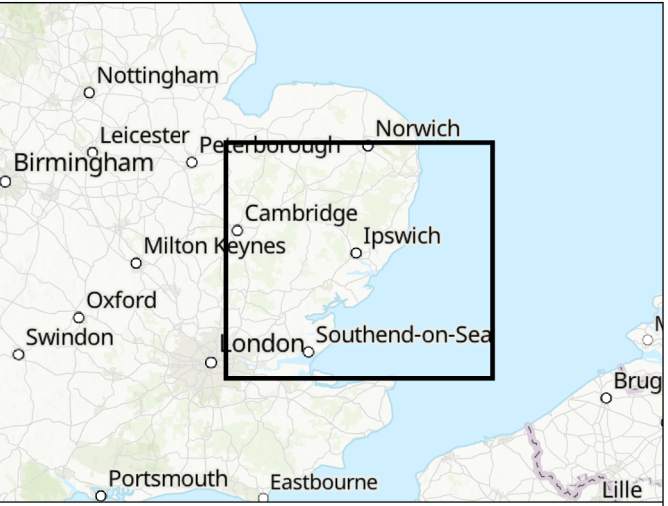 Nottingham
Norwich
Leicester
Peterborough
Birmingham
Cambridge
Ipswich
Milton Keynes
Oxford
Southend-on-Sea
Swindon
London
Brug
Portsmouth
Eastbourne
Lille